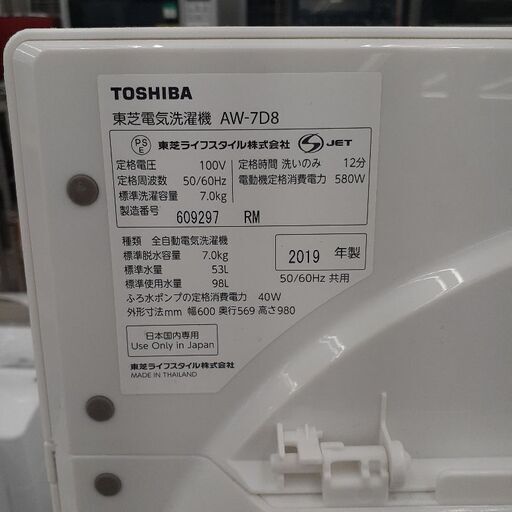 TOSHIBA
東芝電気洗濯機 AW-7D8
PS E 東芝ライフスタイル株式会社 S JET
定格電圧 100V 定格時間 洗いのみ 12分
定格周波数 50/60Hz 電動機定格消費電力 580W
標準洗濯容量 7.0kg
製造番号 609297 RM
種類 全自動電気洗濯機
標準脱水容量 7.0kg 2019 年製
標準水量 53L 50/60Hz 共用
標準使用水量 98L
ふろ水ポンプの定格消費電力 40W
外形寸法mm 幅600 奥行569 高さ980
日本国内専用
Use Only in Japan
東芝ライフスタイル株式会社
MADE IN THAILAND